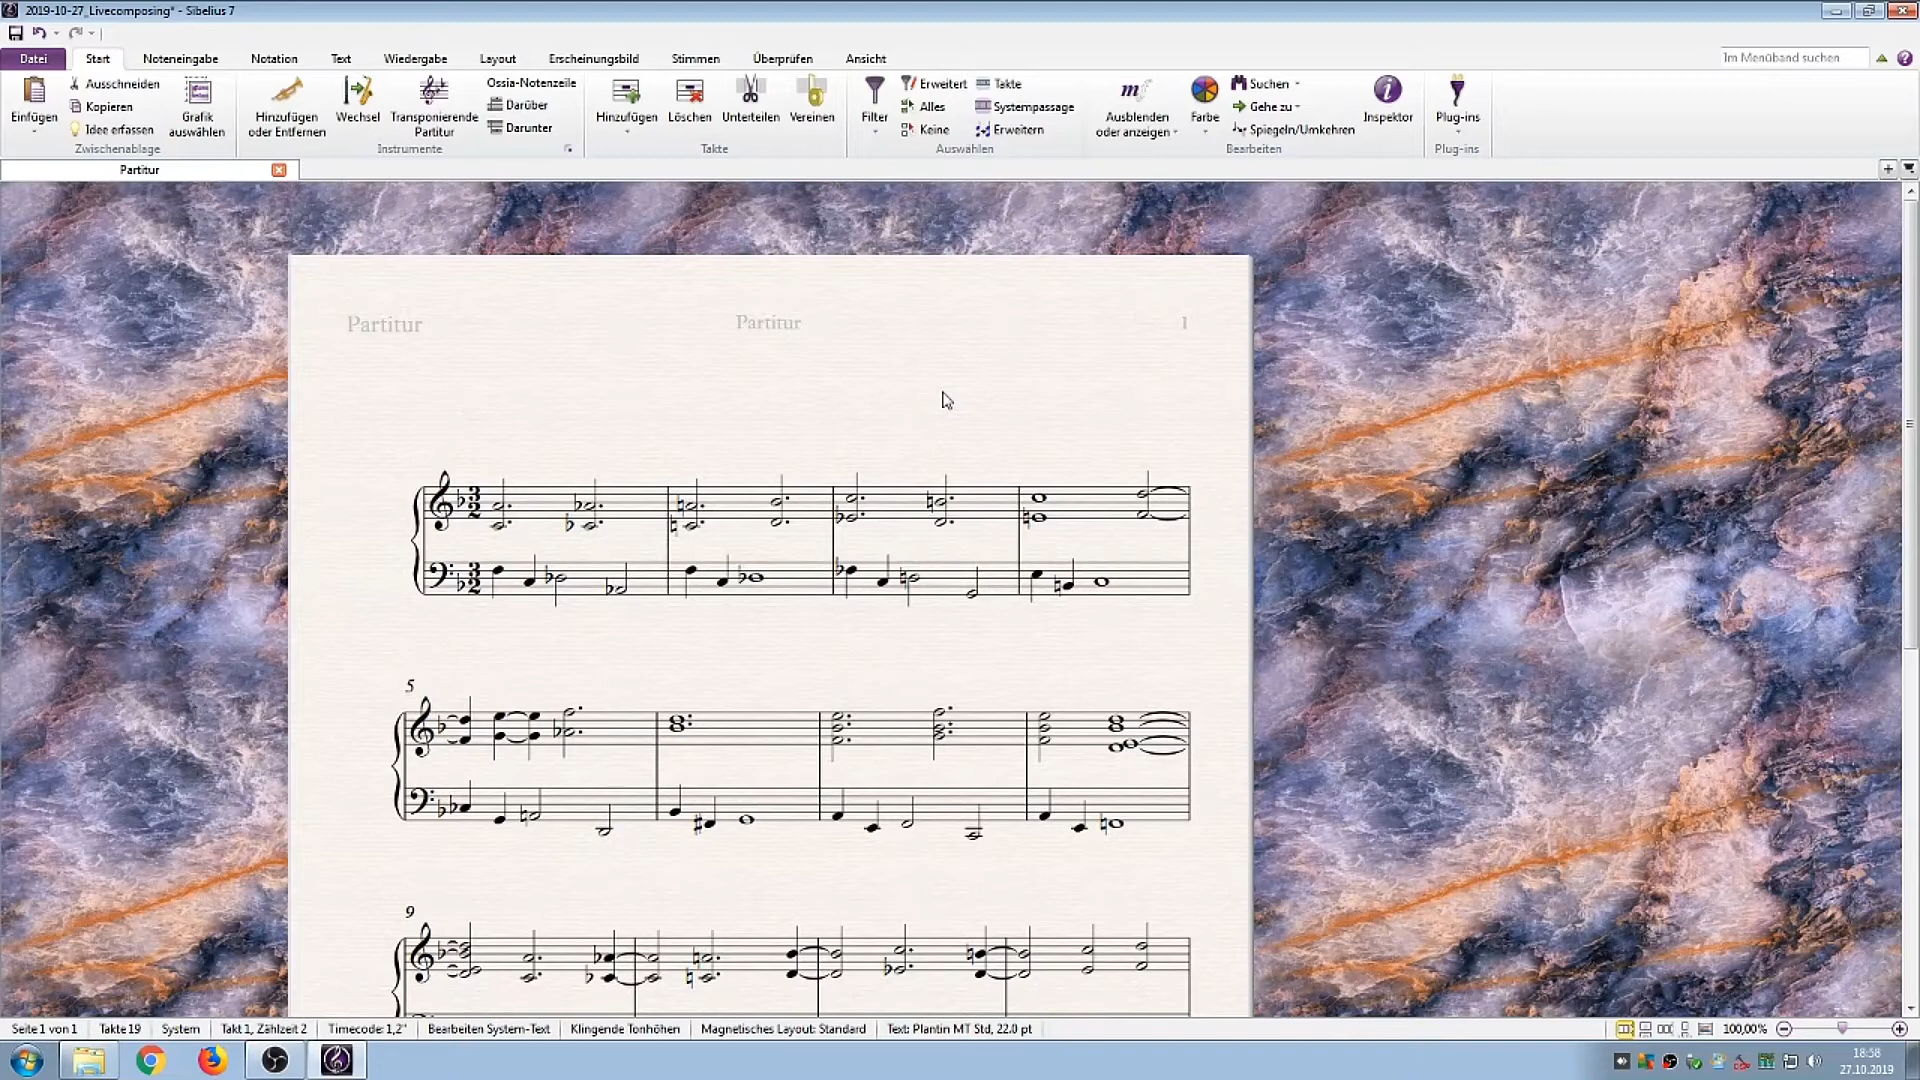 2019-10-27_Livecomposing* - Sibelius 7
Datei Start Noteneingabe Notation Text Wiedergabe Layout Erscheinungsbild Stimmen Überprüfen Ansicht Im Menüband suchen
Einfügen
Ausschneiden
Kopieren
Idee erfassen
Grafik
auswählen
Zwischenablage
Hinzufügen
oder Entfernen
Wechsel
Transponierende
Partitur
Ossia-Notenzeile
Darüber
Darunter
Instrumente
Hinzufügen
Löschen
Unterteilen
Vereinen
Takte
Filter
Erweitert
Alles
Keine
Takte
Systempassage
Erweitern
Auswählen
Ausblenden
oder anzeigen
Farbe
Suchen
Gehe zu
Spiegeln/Umkehren
Bearbeiten
Inspektor
Plug-ins
Plug-ins
Partitur
Partitur Partitur 1
3
2
3
2
5
9
Seite 1 von 1 Takte 19 System Takt 1, Zählzeit 2 Timecode: 1,2" Bearbeiten System-Text Klingende Tonhöhen Magnetisches Layout: Standard Text: Plantin MT Std, 22.0 pt 100,00%
18:58
27.10.2019